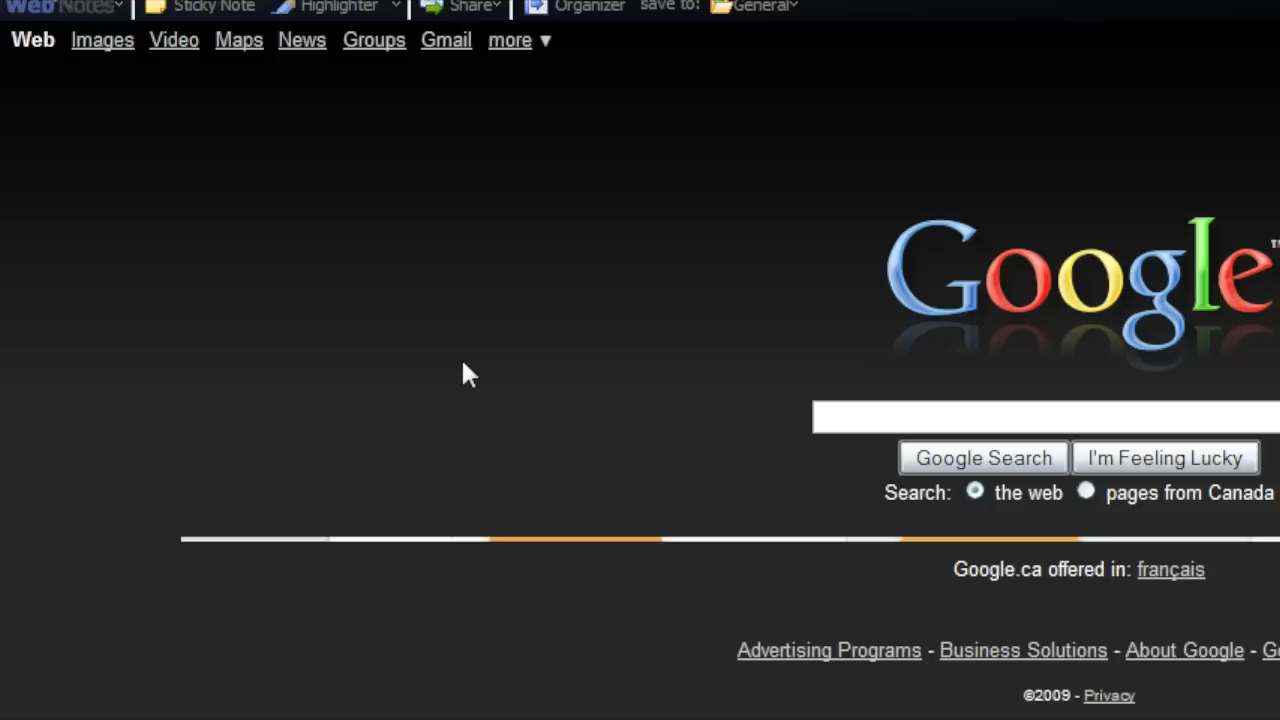 WebNotes Sticky Note Highlighter Share Organizer save to: General
Web Images Video Maps News Groups Gmail more ▼
Google
Google Search I'm Feeling Lucky
Search: the web pages from Canada
Google.ca offered in: français
Advertising Programs - Business Solutions - About Google -
©2009 - Privacy